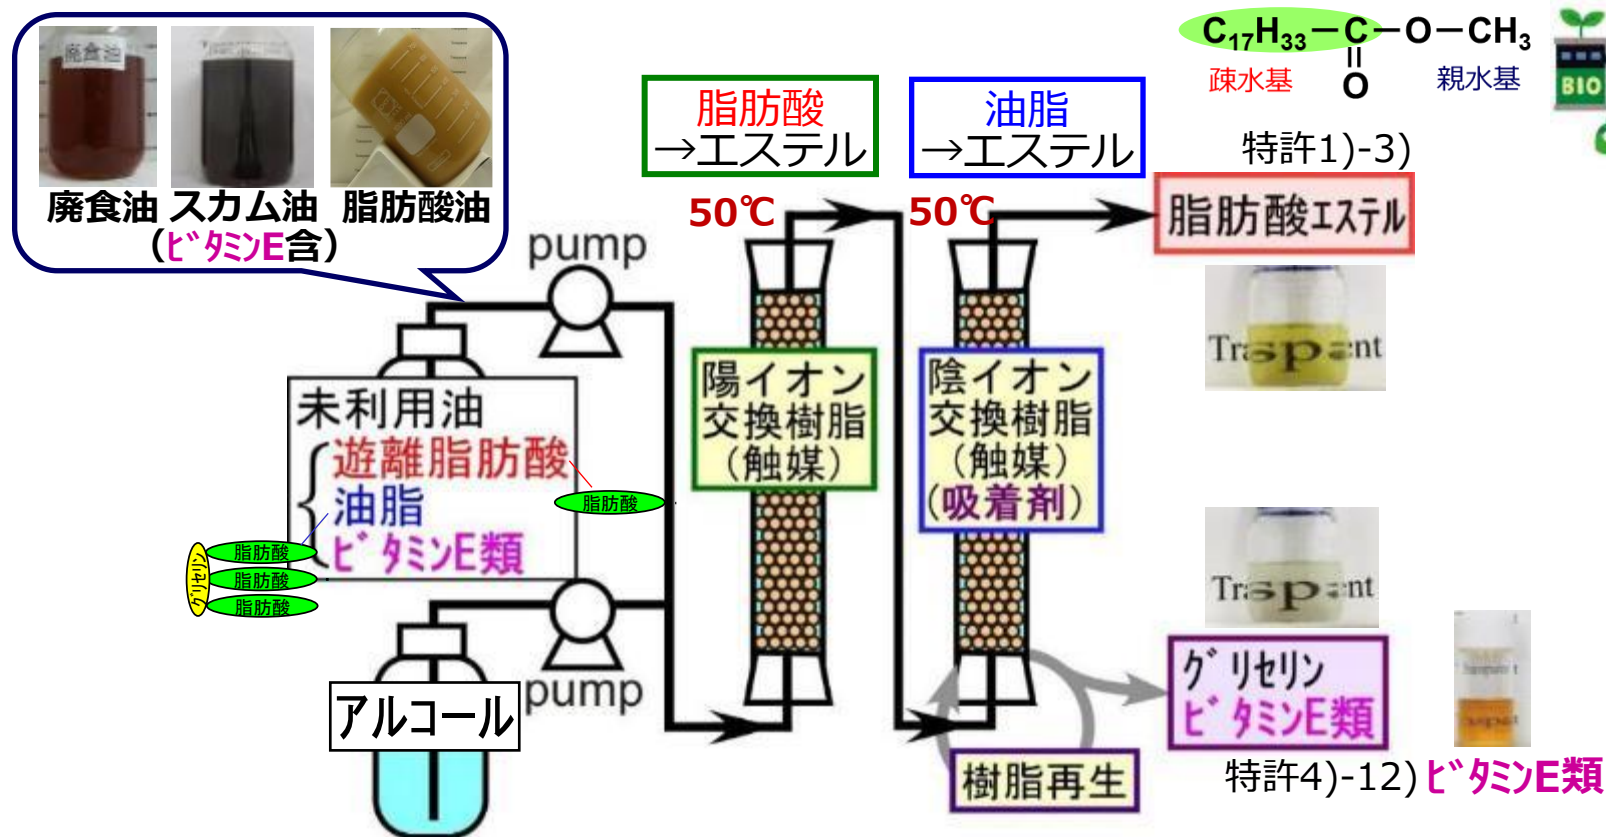 廃食油
廃食油 スカム油 脂肪酸油
(ビタミンE含)
脂肪酸
→エステル
油脂
→エステル
C17H33－C－O－CH3
O
疎水基
親水基
BIO
特許1)-3)
50℃
50℃
脂肪酸エステル
pump
陽イオン
交換樹脂
(触媒)
陰イオン
交換樹脂
(触媒)
(吸着剤)
未利用油
遊離脂肪酸
油脂
ビタミンE類
脂肪酸
グリセリン
脂肪酸
脂肪酸
脂肪酸
pump
アルコール
樹脂再生
グリセリン
ビタミンE類
特許4)-12) ビタミンE類